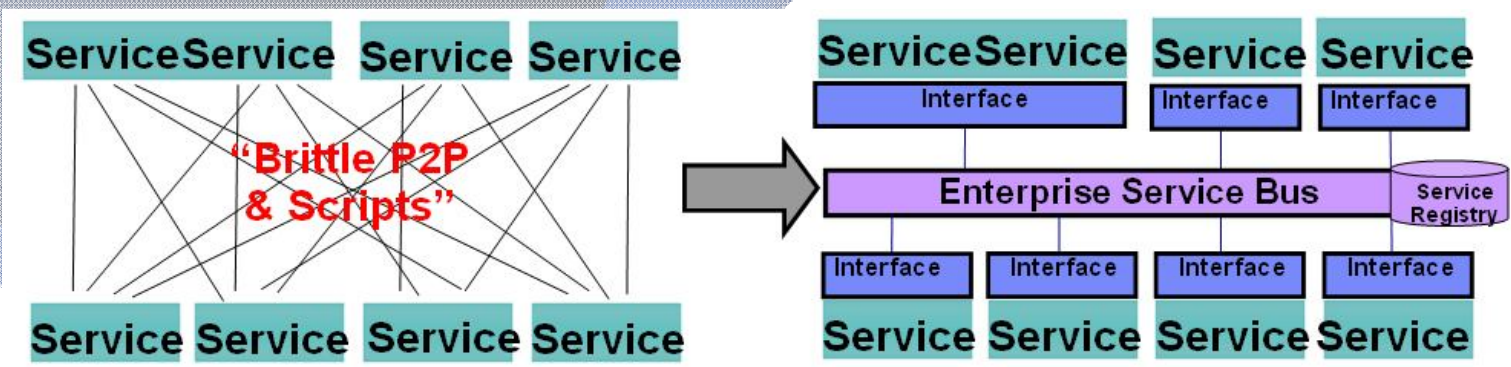 ServiceService Service Service
"Brittle P2P
& Scripts"
Service Service Service Service
ServiceService Service Service
Interface Interface Interface
Enterprise Service Bus
Service
Registry
Interface Interface Interface Interface
Service Service Service Service